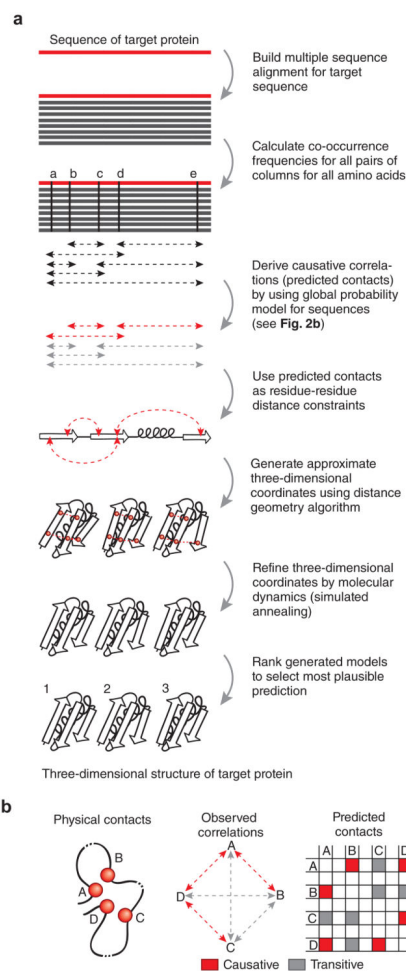 a
Sequence of target protein
Build multiple sequence
alignment for target
sequence
Calculate co-occurrence
frequencies for all pairs of
columns for all amino acids
a b c d e
Derive causative correla-
tions (predicted contacts)
by using global probability
model for sequences
(see Fig. 2b)
Use predicted contacts
as residue-residue
distance constraints
Generate approximate
three-dimensional
coordinates using distance
geometry algorithm
Refine three-dimensional
coordinates by molecular
dynamics (simulated
annealing)
Rank generated models
to select most plausible
prediction
1 2 3
Three-dimensional structure of target protein
b
Physical contacts
Observed
correlations
Predicted
contacts
B
A
D
C
A
D
B
C
A B C D
A
B
C
D
Causative
Transitive